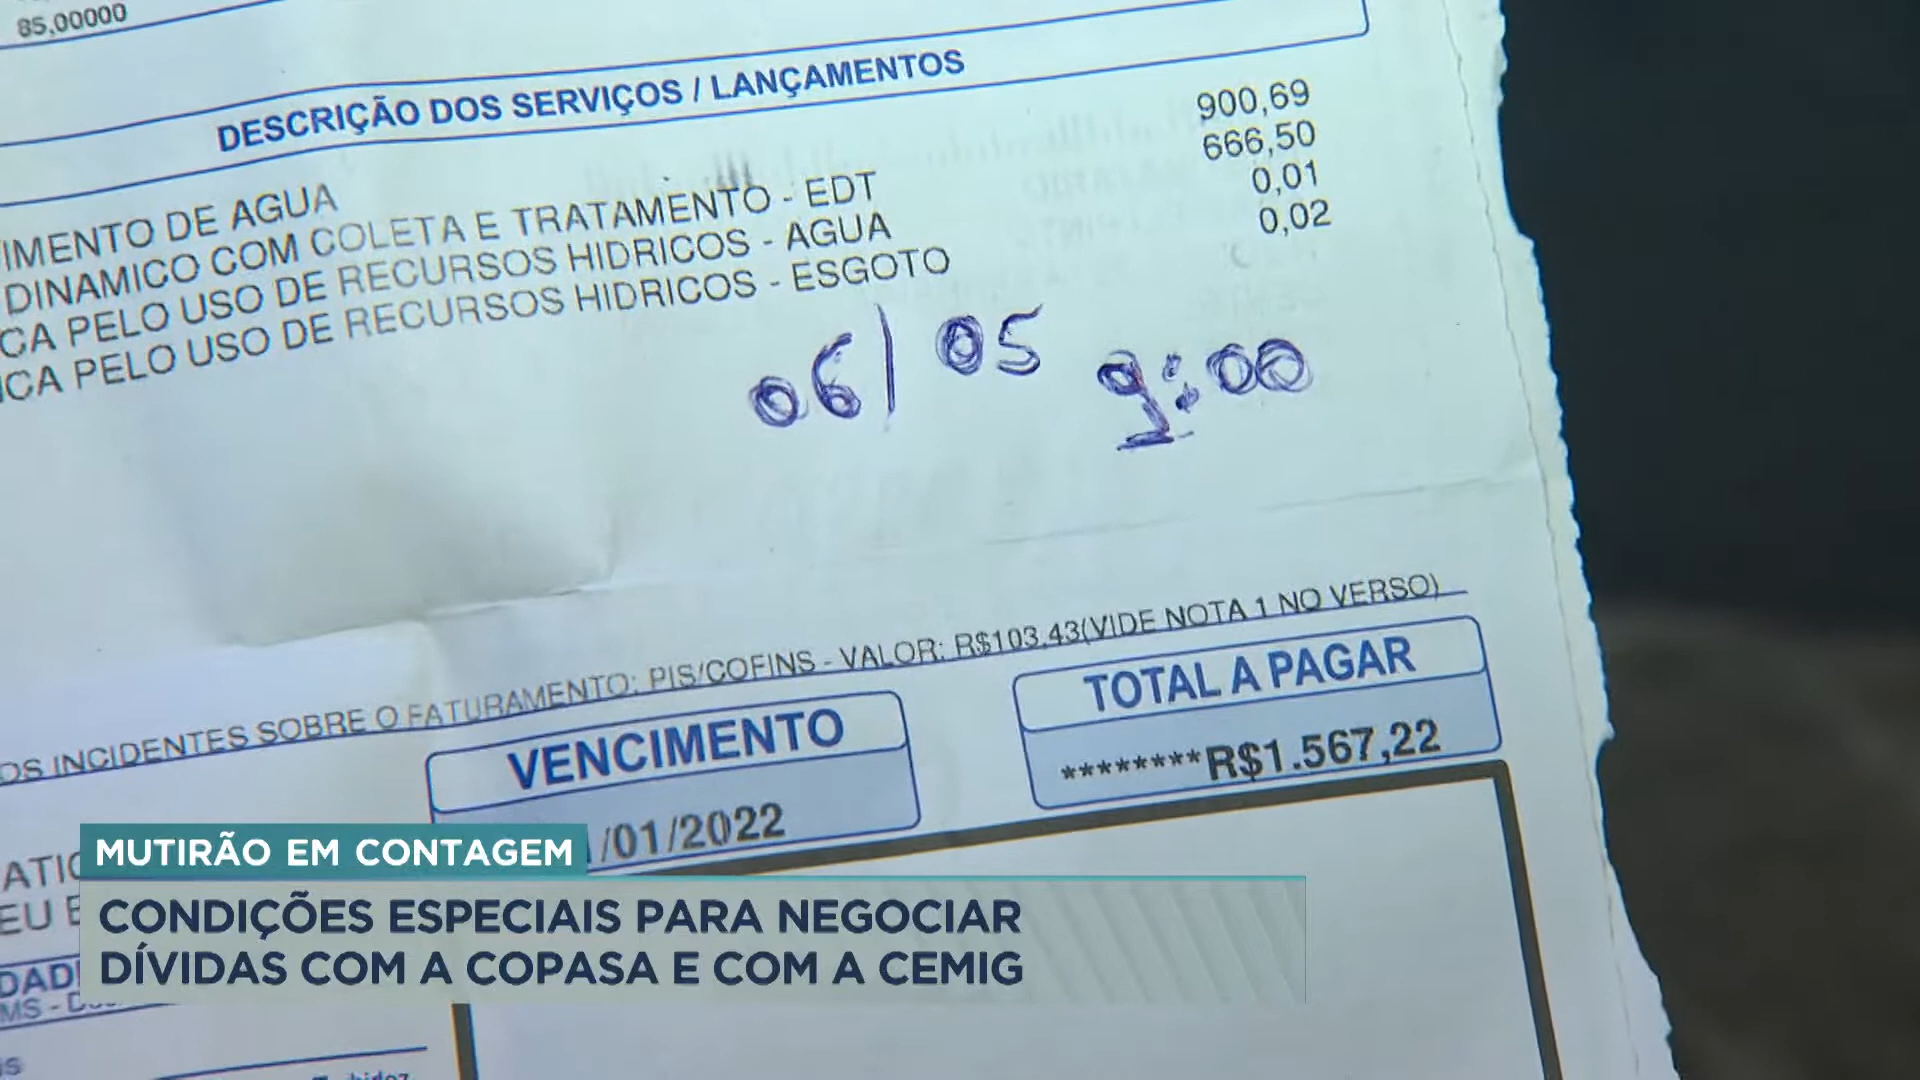 85,00000
DESCRIÇÃO DOS SERVIÇOS / LANÇAMENTOS
IMENTO DE AGUA 900,69
DINAMICO COM COLETA E TRATAMENTO - EDT 666,50
CA PELO USO DE RECURSOS HIDRICOS - AGUA 0,01
ICA PELO USO DE RECURSOS HIDRICOS - ESGOTO 0,02
06/05 9:00
OS INCIDENTES SOBRE O FATURAMENTO: PIS/COFINS - VALOR: R$103,43(VIDE NOTA 1 NO VERSO)
VENCIMENTO
/01/2022
TOTAL A PAGAR
********R$1.567,22
MUTIRÃO EM CONTAGEM
CONDIÇÕES ESPECIAIS PARA NEGOCIAR
DÍVIDAS COM A COPASA E COM A CEMIG